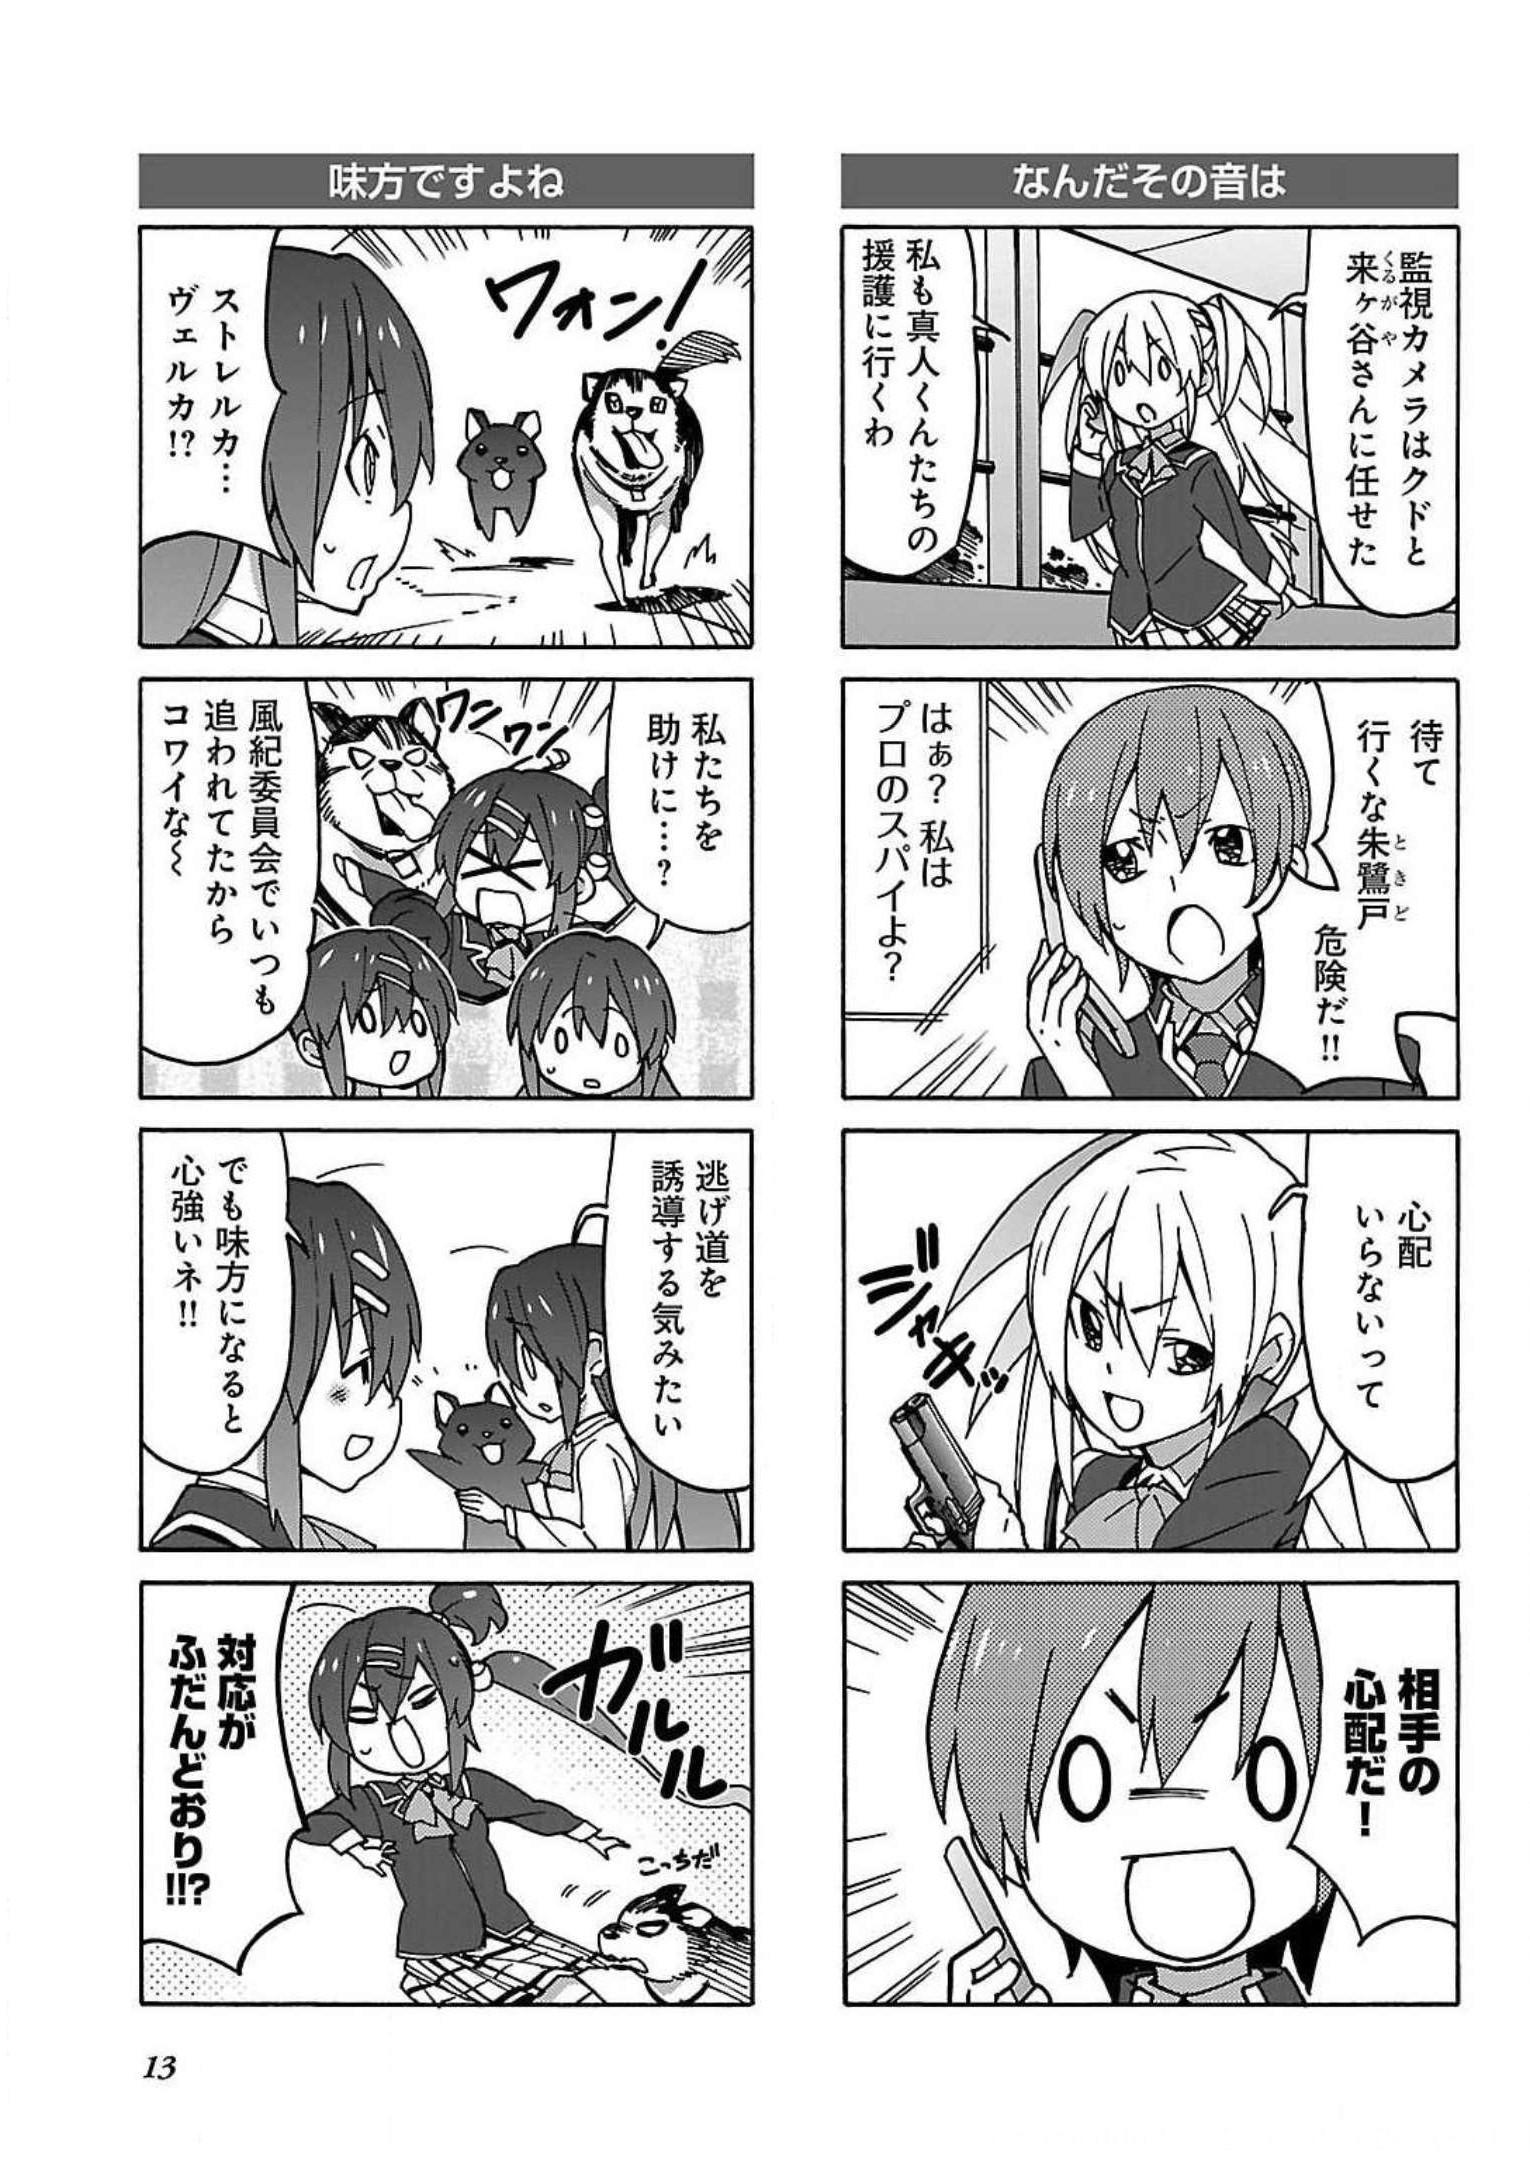 なんだその音は
監視カメラはクドと
来ヶ谷さんに任せた
くるがや
私も真人くんたちの
援護に行くわ
待て
行くな朱鷺戸
ときど
危険だ!!
はぁ?私は
プロのスパイよ?
心配
いらないって
ジャキッ
相手の
心配だ!
味方ですよね
ワォン!
ストレルカ…
ヴェルカ!?
私たちを
助けに…?
ワン
ワン
風紀委員会でいつも
追われてたから
コワイな〜
逃げ道を
誘導する気みたい
でも味方になると
心強いネ!!
ガルルル
こっちだ
対応が
ふだんどおり!!?
13